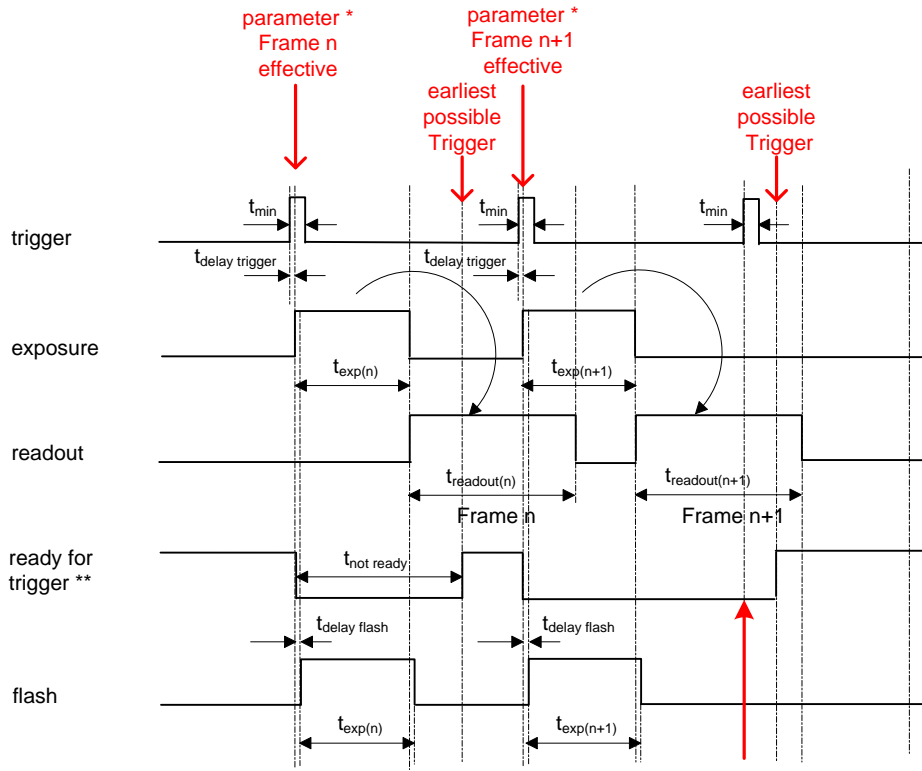 parameter *
Frame n
effective
parameter *
Frame n+1
effective
earliest
possible
Trigger
earliest
possible
Trigger
trigger
tmin
tmin
tmin
tdelay trigger
tdelay trigger
exposure
texp(n)
texp(n+1)
readout
treadout(n)
treadout(n+1)
Frame n
Frame n+1
ready for
trigger **
tnot ready
tdelay flash
tdelay flash
flash
texp(n)
texp(n+1)